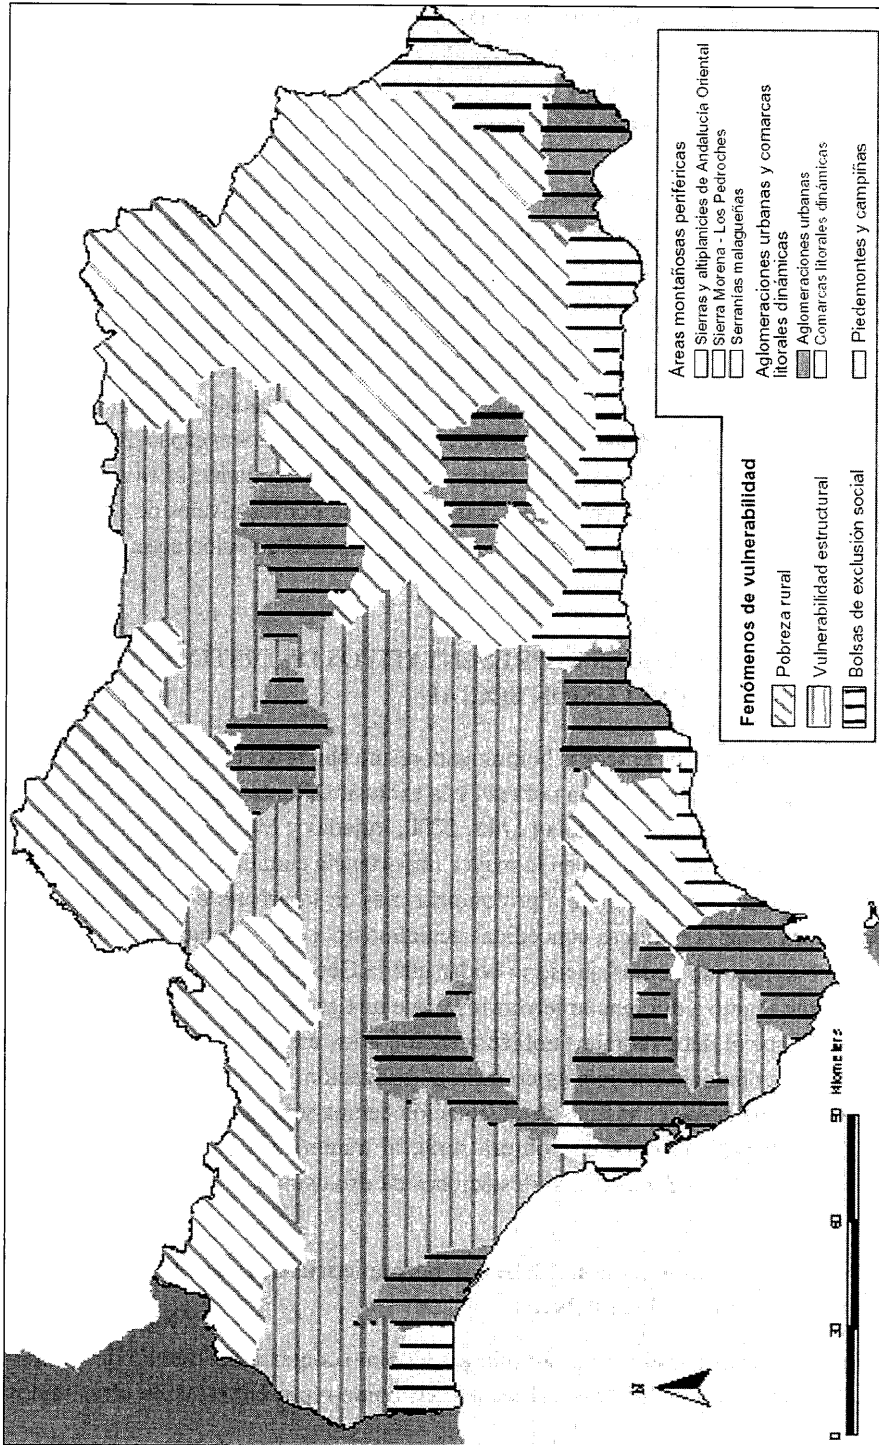 Fenómenos de vulnerabilidad
Pobreza rural
Vulnerabilidad estructural
Bolsas de exclusión social
Áreas montañosas periféricas
Sierras y altiplanicies de Andalucía Oriental
Sierra Morena - Los Pedroches
Serranías malagueñas
Aglomeraciones urbanas y comarcas
litorales dinámicas
Aglomeraciones urbanas
Comarcas litorales dinámicas
Piedemontes y campiñas
N
0 30 60 90 Kilometers